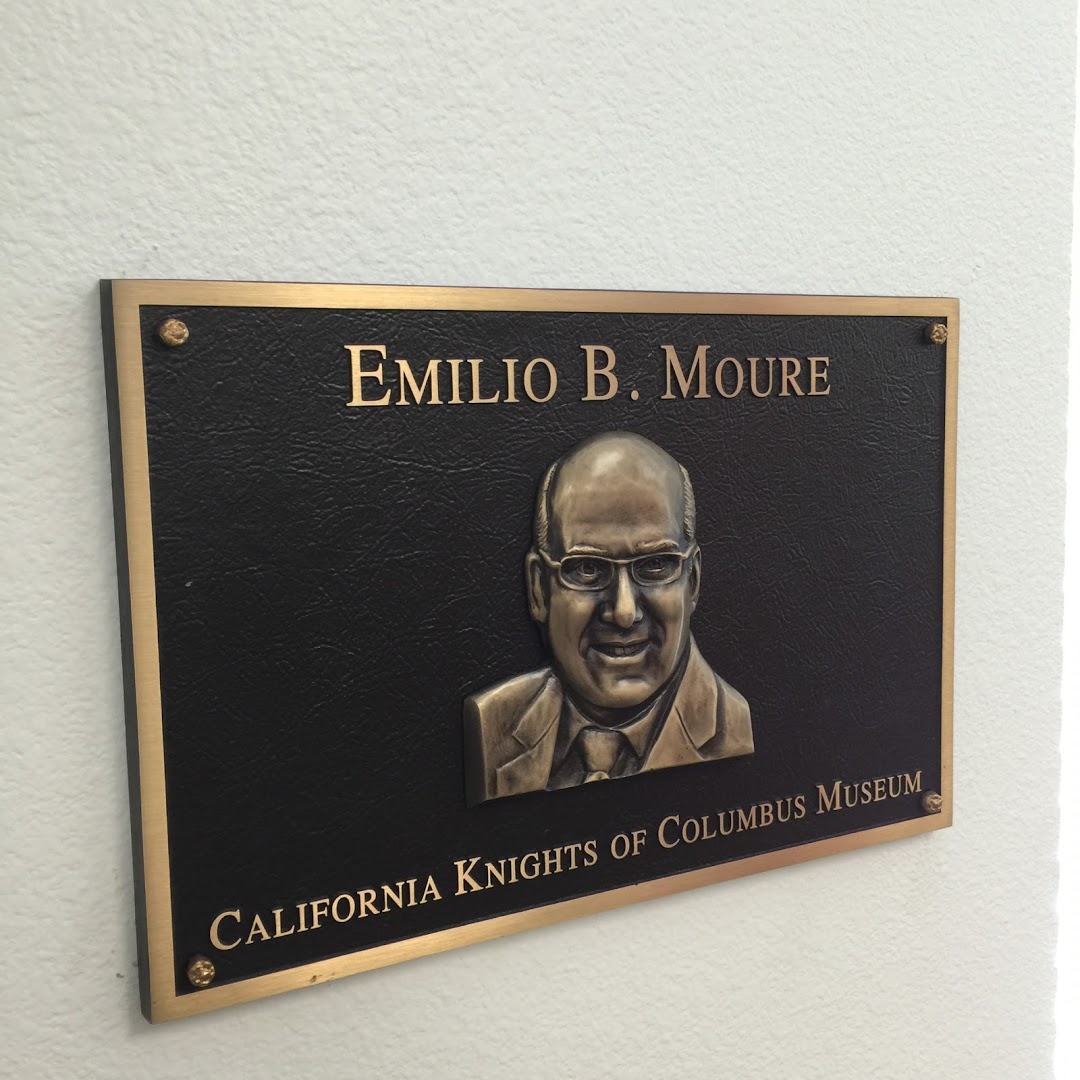 EMILIO B. MOURE
CALIFORNIA KNIGHTS OF COLUMBUS MUSEUM